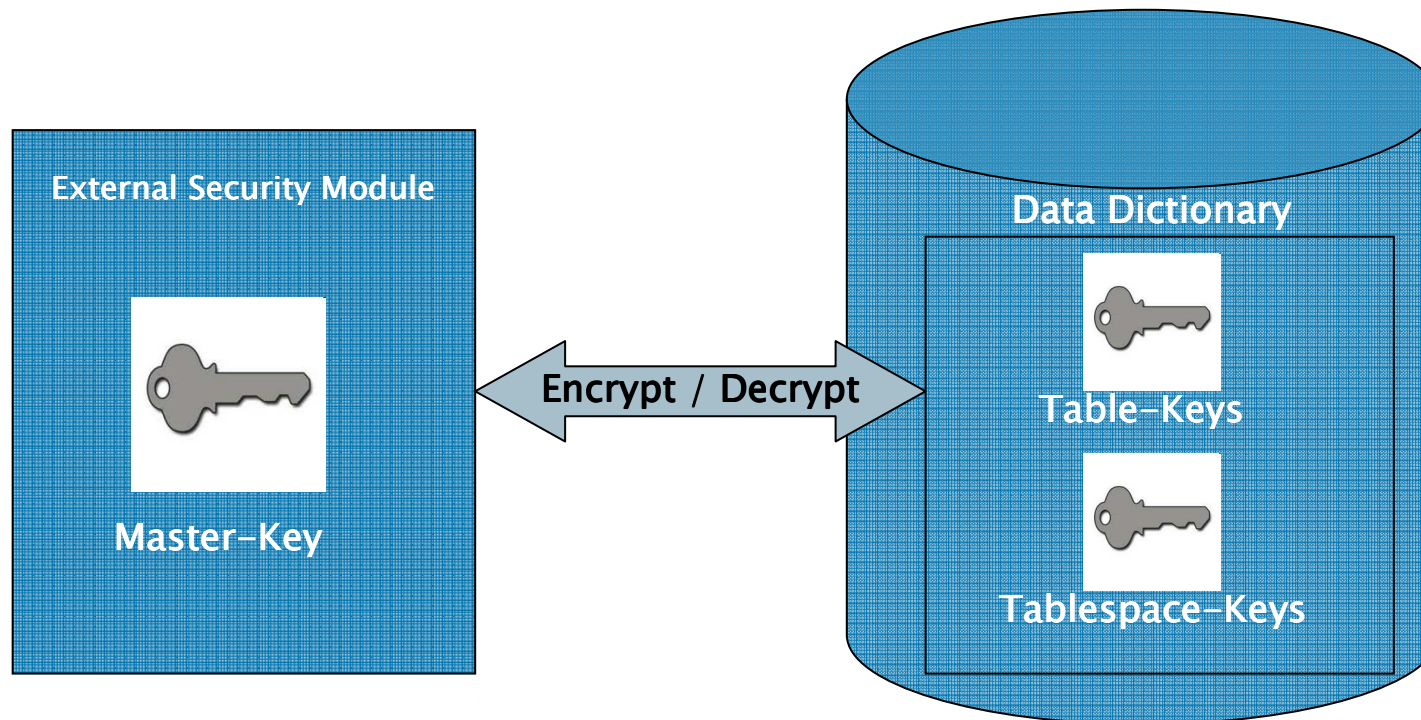 External Security Module
Master-Key
Encrypt / Decrypt
Data Dictionary
Table-Keys
Tablespace-Keys